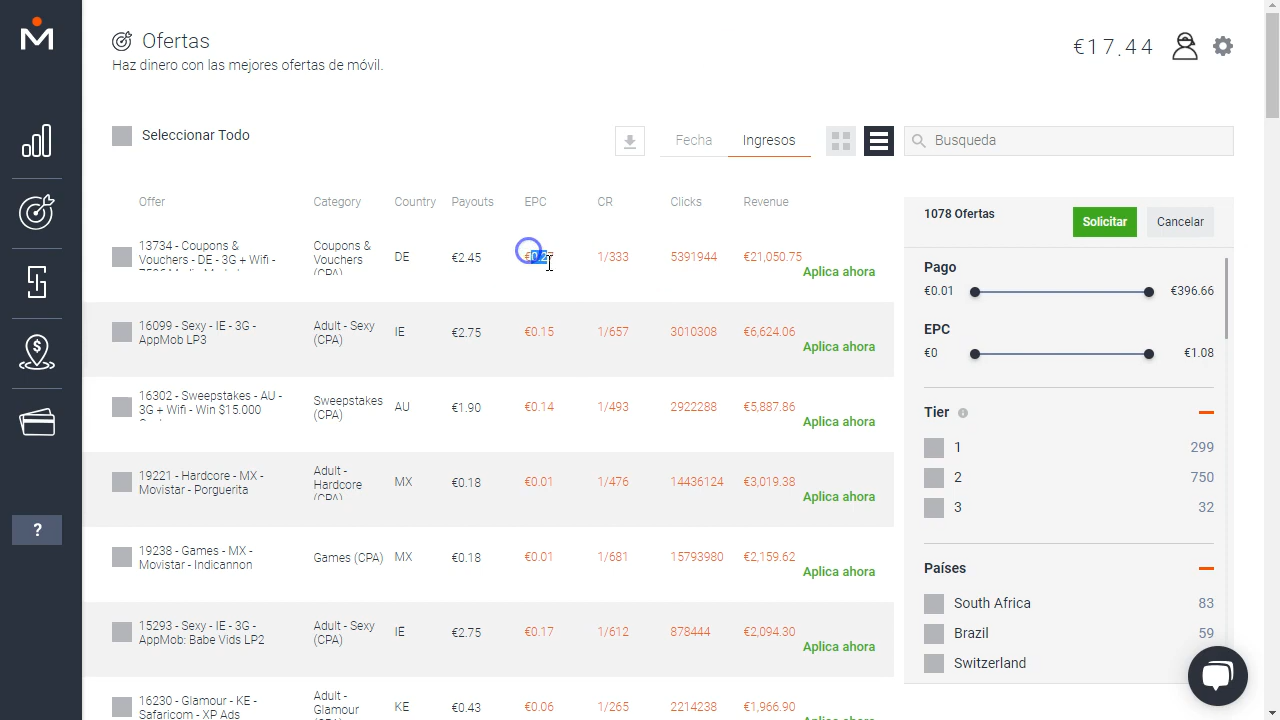 Ofertas
Haz dinero con las mejores ofertas de móvil.
€17.44
Seleccionar Todo
Fecha
Ingresos
Busqueda
Offer Category Country Payouts EPC CR Clicks Revenue
13734 - Coupons &
Vouchers - DE - 3G + Wifi -
Coupons &
Vouchers
(CPA)
DE €2.45 1/333 5391944 €21,050.75
Aplica ahora
16099 - Sexy - IE - 3G -
AppMob LP3
Adult - Sexy
(CPA)
IE €2.75 €0.15 1/657 3010308 €6,624.06
Aplica ahora
16302 - Sweepstakes - AU -
3G + Wifi - Win $15.000
Sweepstakes
(CPA)
AU €1.90 €0.14 1/493 2922288 €5,887.86
Aplica ahora
19221 - Hardcore - MX -
Movistar - Porguerita
Adult -
Hardcore
(CPA)
MX €0.18 €0.01 1/476 14436124 €3,019.38
Aplica ahora
19238 - Games - MX -
Movistar - Indicannon
Games (CPA)
MX €0.18 €0.01 1/681 15793980 €2,159.62
Aplica ahora
15293 - Sexy - IE - 3G -
AppMob: Babe Vids LP2
Adult - Sexy
(CPA)
IE €2.75 €0.17 1/612 878444 €2,094.30
Aplica ahora
16230 - Glamour - KE -
Safaricom - XP Ads
Adult -
Glamour
KE €0.43 €0.06 1/265 2214238 €1,966.90
Aplica ahora
1078 Ofertas
Solicitar
Cancelar
Pago
€0.01 €396.66
EPC
€0 €1.08
Tier
1 299
2 750
3 32
Países
South Africa 83
Brazil 59
Switzerland
?